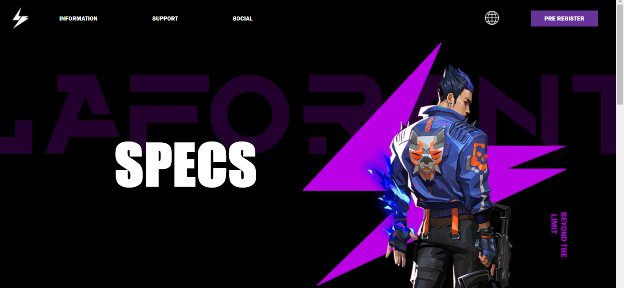 INFORMATION
SUPPORT
SOCIAL
PRE REGISTER
LAFORANT
SPECS
BEYOND THE
LIMIT